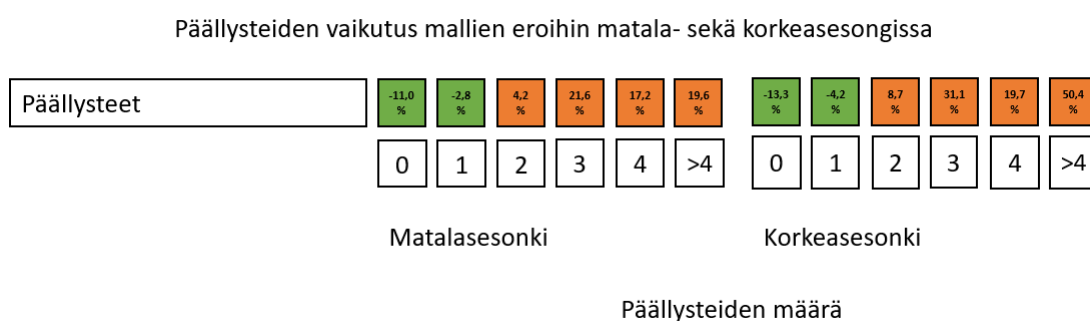 Päällysteiden vaikutus mallien eroihin matala- sekä korkeasesongissa
Päällysteet
-11,0 % -2,8 % 4,2 % 21,6 % 17,2 % 19,6 % -13,3 % -4,2 % 8,7 % 31,1 % 19,7 % 50,4 %
0 1 2 3 4 >4 0 1 2 3 4 >4
Matalasesonki Korkeasesonki
Päällysteiden määrä